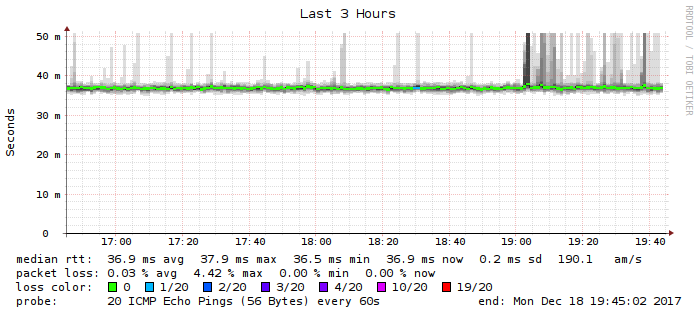 Last 3 Hours
RRDTOOL / TOBI OETIKER
Seconds
50 m
40 m
30 m
20 m
10 m
0
17:00 17:20 17:40 18:00 18:20 18:40 19:00 19:20 19:40
median rtt: 36.9 ms avg 37.9 ms max 36.5 ms min 36.9 ms now 0.2 ms sd 190.1 am/s
packet loss: 0.03 % avg 4.42 % max 0.00 % min 0.00 % now
loss color: 0 1/20 2/20 3/20 4/20 10/20 19/20
probe: 20 ICMP Echo Pings (56 Bytes) every 60s end: Mon Dec 18 19:45:02 2017